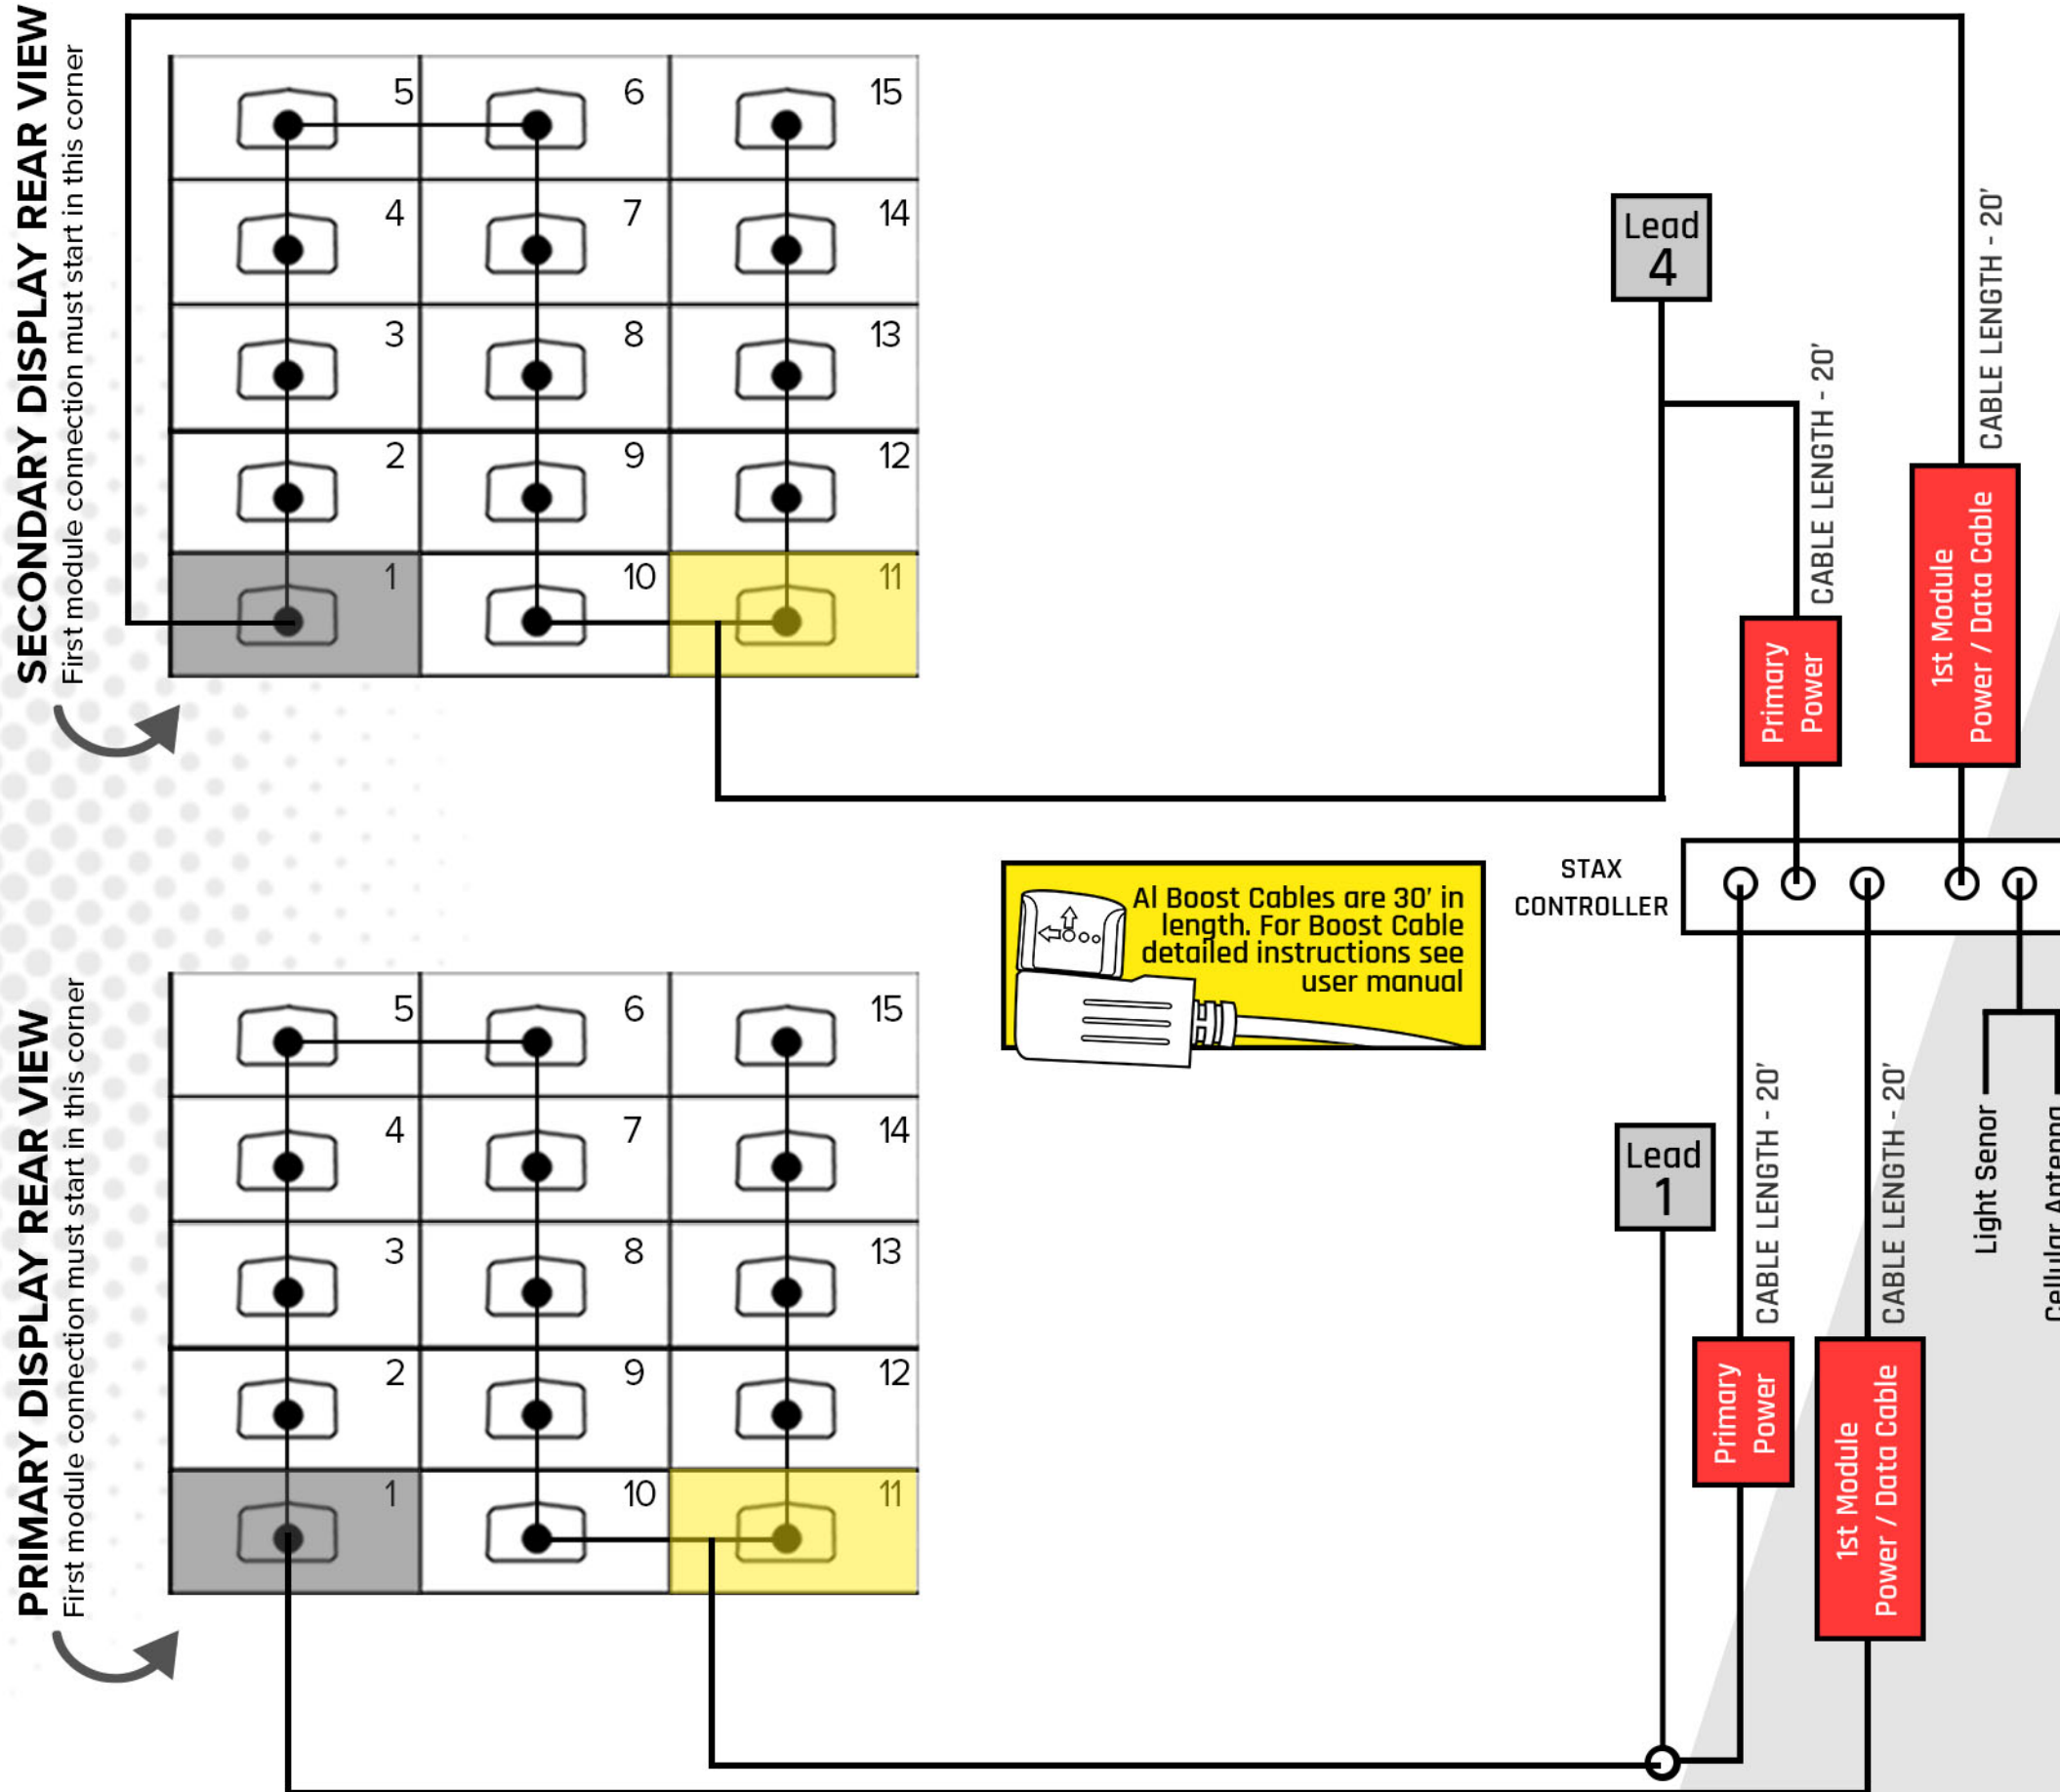 SECONDARY DISPLAY REAR VIEW
First module connection must start in this corner
5
6
15
4
7
14
3
8
13
2
9
12
1
10
11
Lead
4
CABLE LENGTH - 20'
CABLE LENGTH - 20'
Primary
Power
1st Module
Power / Data Cable
Al Boost Cables are 30' in
length. For Boost Cable
detailed instructions see
user manual
STAX
CONTROLLER
PRIMARY DISPLAY REAR VIEW
First module connection must start in this corner
5
6
15
4
7
14
3
8
13
2
9
12
1
10
11
Lead
1
CABLE LENGTH - 20'
CABLE LENGTH - 20'
Primary
Power
1st Module
Power / Data Cable
Light Senor
Cellular Antenna